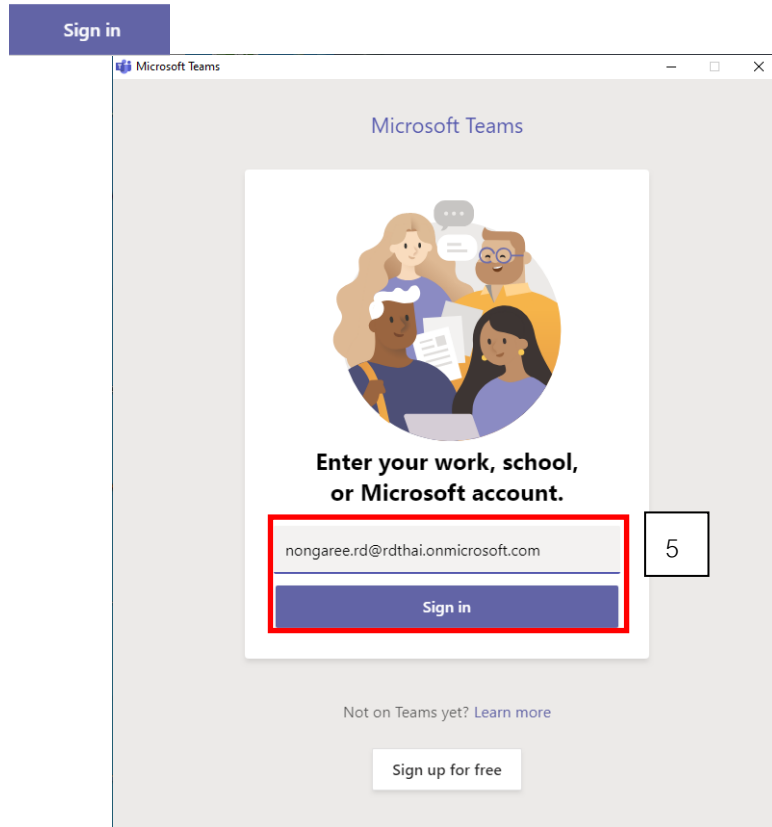 Sign in
Microsoft Teams
Microsoft Teams
Enter your work, school,
or Microsoft account.
nongaree.rd@rdthai.onmicrosoft.com
5
Sign in
Not on Teams yet? Learn more
Sign up for free